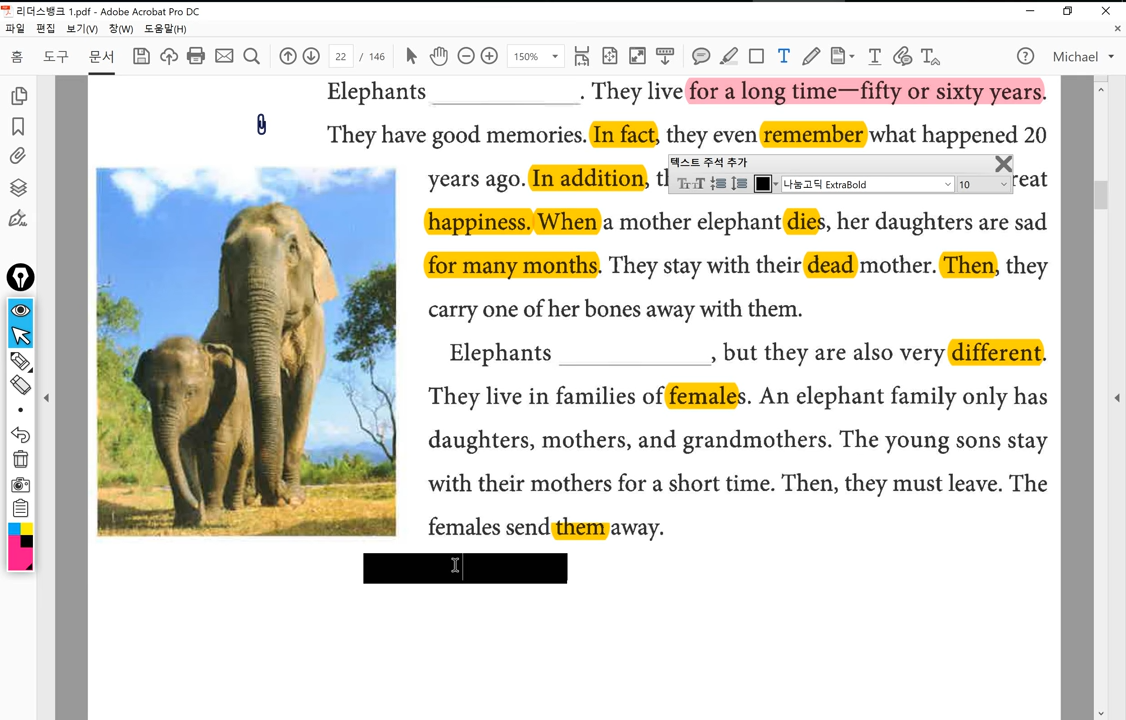 리더스뱅크 1.pdf - Adobe Acrobat Pro DC
파일 편집 보기(V) 창(W) 도움말(H)
홈 도구 문서 22 / 146 150% Michael
Elephants ______. They live for a long time—fifty or sixty years.
They have good memories. In fact, they even remember what happened 20
텍스트 주석 추가
years ago. In addition,
나눔고딕 ExtraBold 10
happiness. When a mother elephant dies, her daughters are sad
for many months. They stay with their dead mother. Then, they
carry one of her bones away with them.
Elephants ______, but they are also very different.
They live in families of females. An elephant family only has
daughters, mothers, and grandmothers. The young sons stay
with their mothers for a short time. Then, they must leave. The
females send them away.